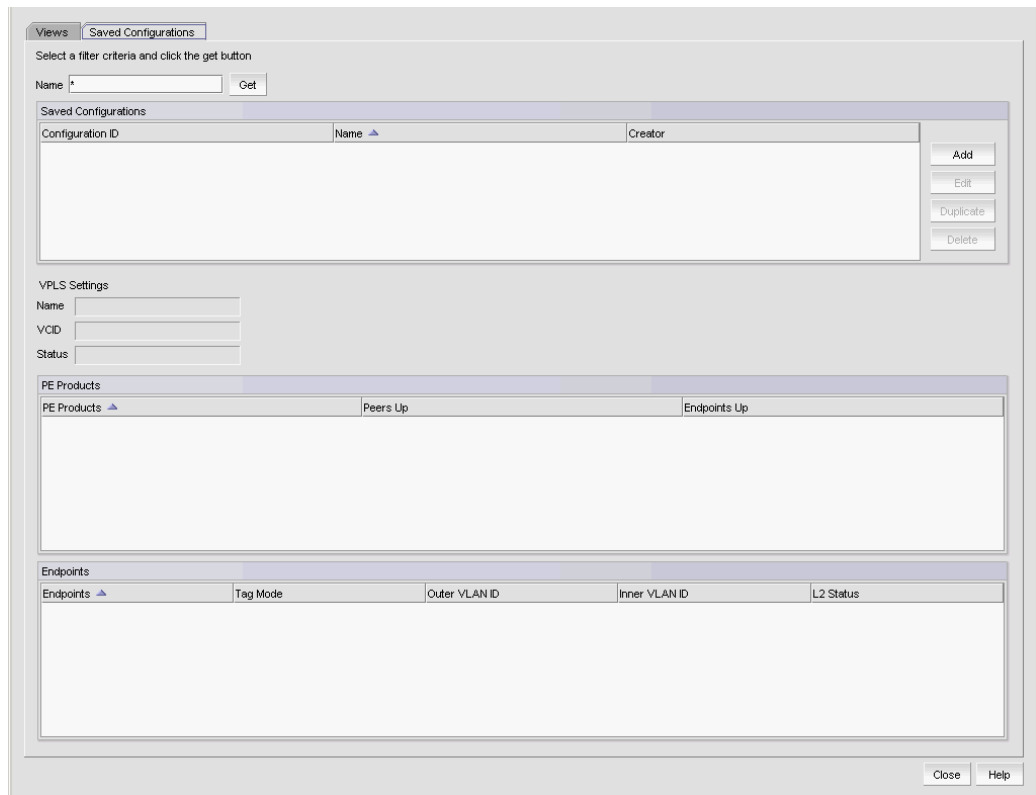 Views Saved Configurations
Select a filter criteria and click the get button
Name * Get
Saved Configurations
Configuration ID Name Creator
Add
Edit
Duplicate
Delete
VPLS Settings
Name
VCID
Status
PE Products
PE Products Peers Up Endpoints Up
Endpoints
Endpoints Tag Mode Outer VLAN ID Inner VLAN ID L2 Status
Close Help